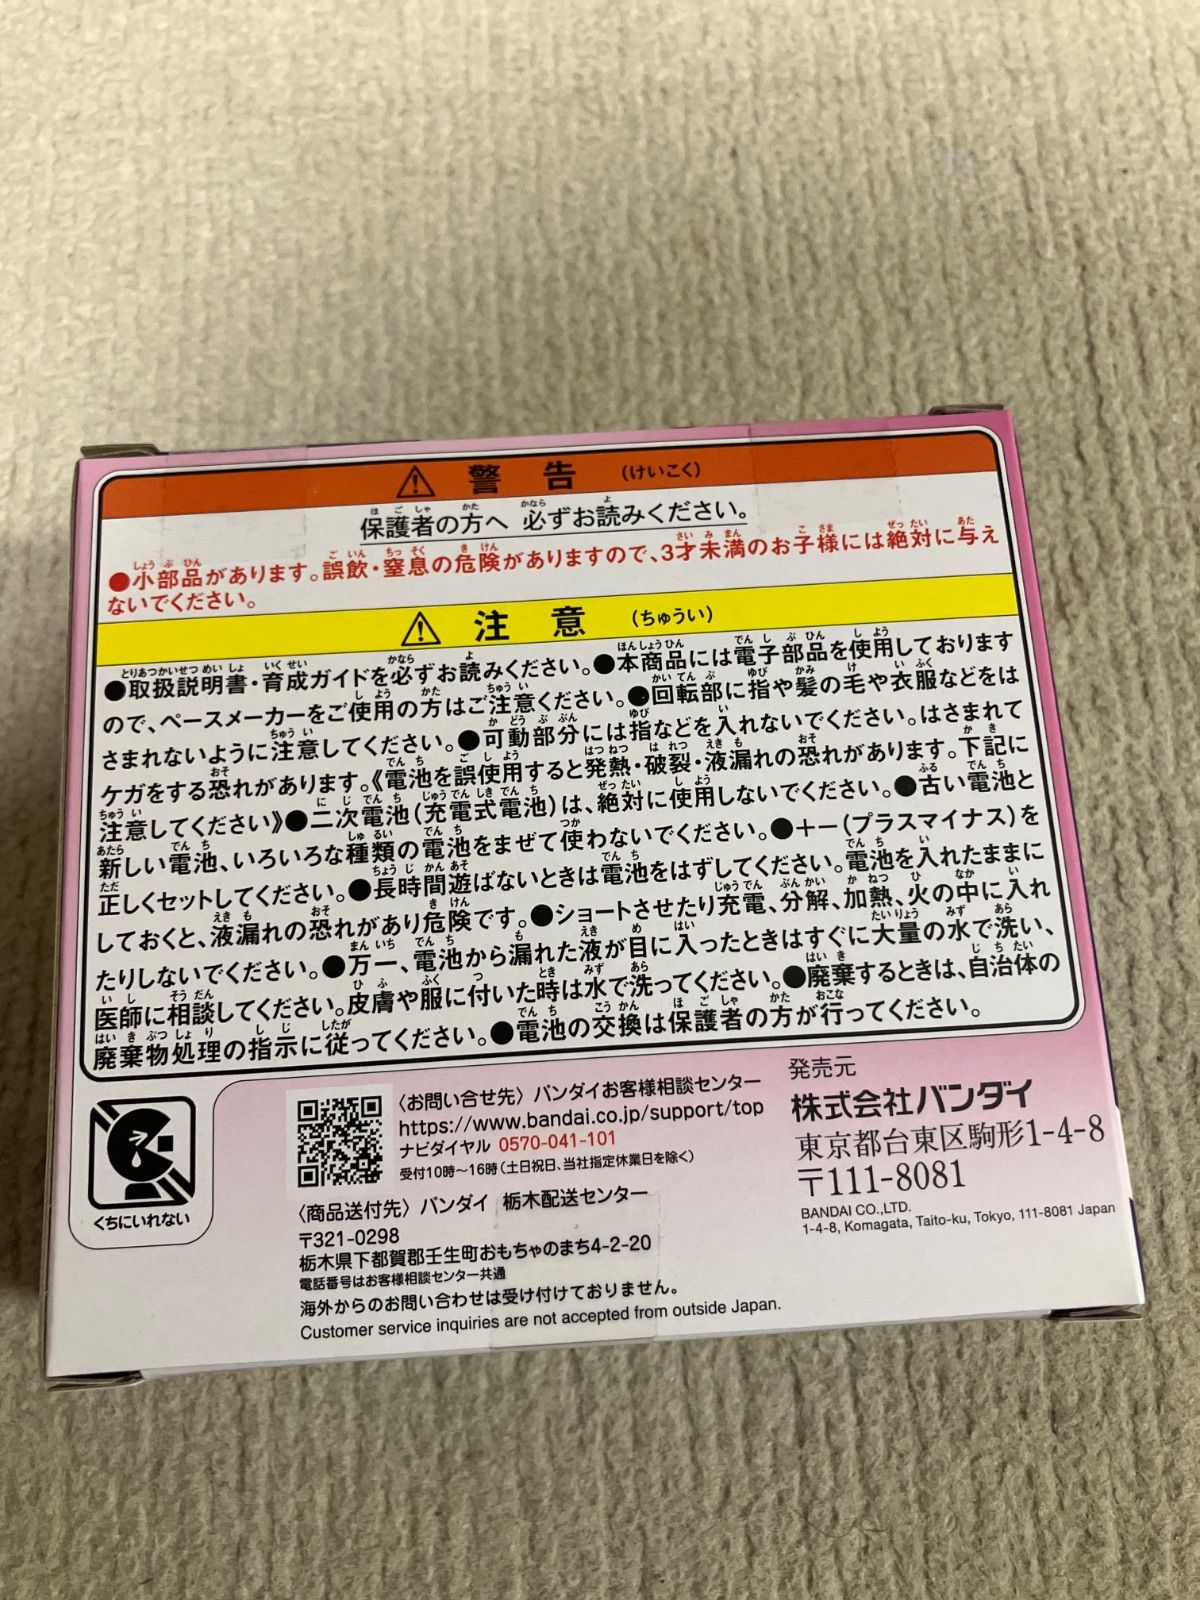 ⚠ 警告 (けいこく)
保護者の方へ 必ずお読みください。
●小部品があります。誤飲・窒息の危険がありますので、3才未満のお子様には絶対に与え
ないでください。
⚠ 注意 (ちゅうい)
●取扱説明書・育成ガイドを必ずお読みください。●本商品には電子部品を使用しております
ので、ペースメーカーをご使用の方はご注意ください。●回転部に指や髪の毛や衣服などをは
さまれないように注意してください。●可動部分には指などを入れないでください。はさまれて
ケガをする恐れがあります。《電池を誤使用すると発熱・破裂・液漏れの恐れがあります。下記に
注意してください》●二次電池(充電式電池)は、絶対に使用しないでください。●古い電池と
新しい電池、いろいろな種類の電池をまぜて使わないでください。●＋－(プラスマイナス)を
正しくセットしてください。●長時間遊ばないときは電池をはずしてください。電池を入れたままに
しておくと、液漏れの恐れがあり危険です。●ショートさせたり充電、分解、加熱、火の中に入れ
たりしないでください。●万一、電池から漏れた液が目に入ったときはすぐに大量の水で洗い、
医師に相談してください。皮膚や服に付いた時は水で洗ってください。●廃棄するときは、自治体の
廃棄物処理の指示に従ってください。●電池の交換は保護者の方が行ってください。
くちにいれない
〈お問い合せ先〉バンダイお客様相談センター
https://www.bandai.co.jp/support/top
ナビダイヤル 0570-041-101
受付10時～16時(土日祝日、当社指定休業日を除く)
〈商品送付先〉バンダイ 栃木配送センター
〒321-0298
栃木県下都賀郡壬生町おもちゃのまち4-2-20
電話番号はお客様相談センター共通
海外からのお問い合わせは受け付けておりません。
Customer service inquiries are not accepted from outside Japan.
発売元
株式会社バンダイ
東京都台東区駒形1-4-8
〒111-8081
BANDAI CO.,LTD.
1-4-8, Komagata, Taito-ku, Tokyo, 111-8081 Japan